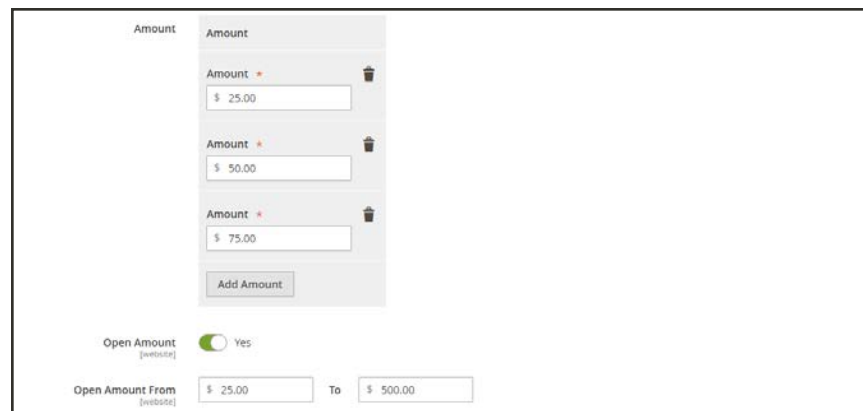 Amount
Amount
Amount *
$ 25.00
Amount *
$ 50.00
Amount *
$ 75.00
Add Amount
Open Amount
[website]
Yes
Open Amount From
[website]
$ 25.00 To $ 500.00